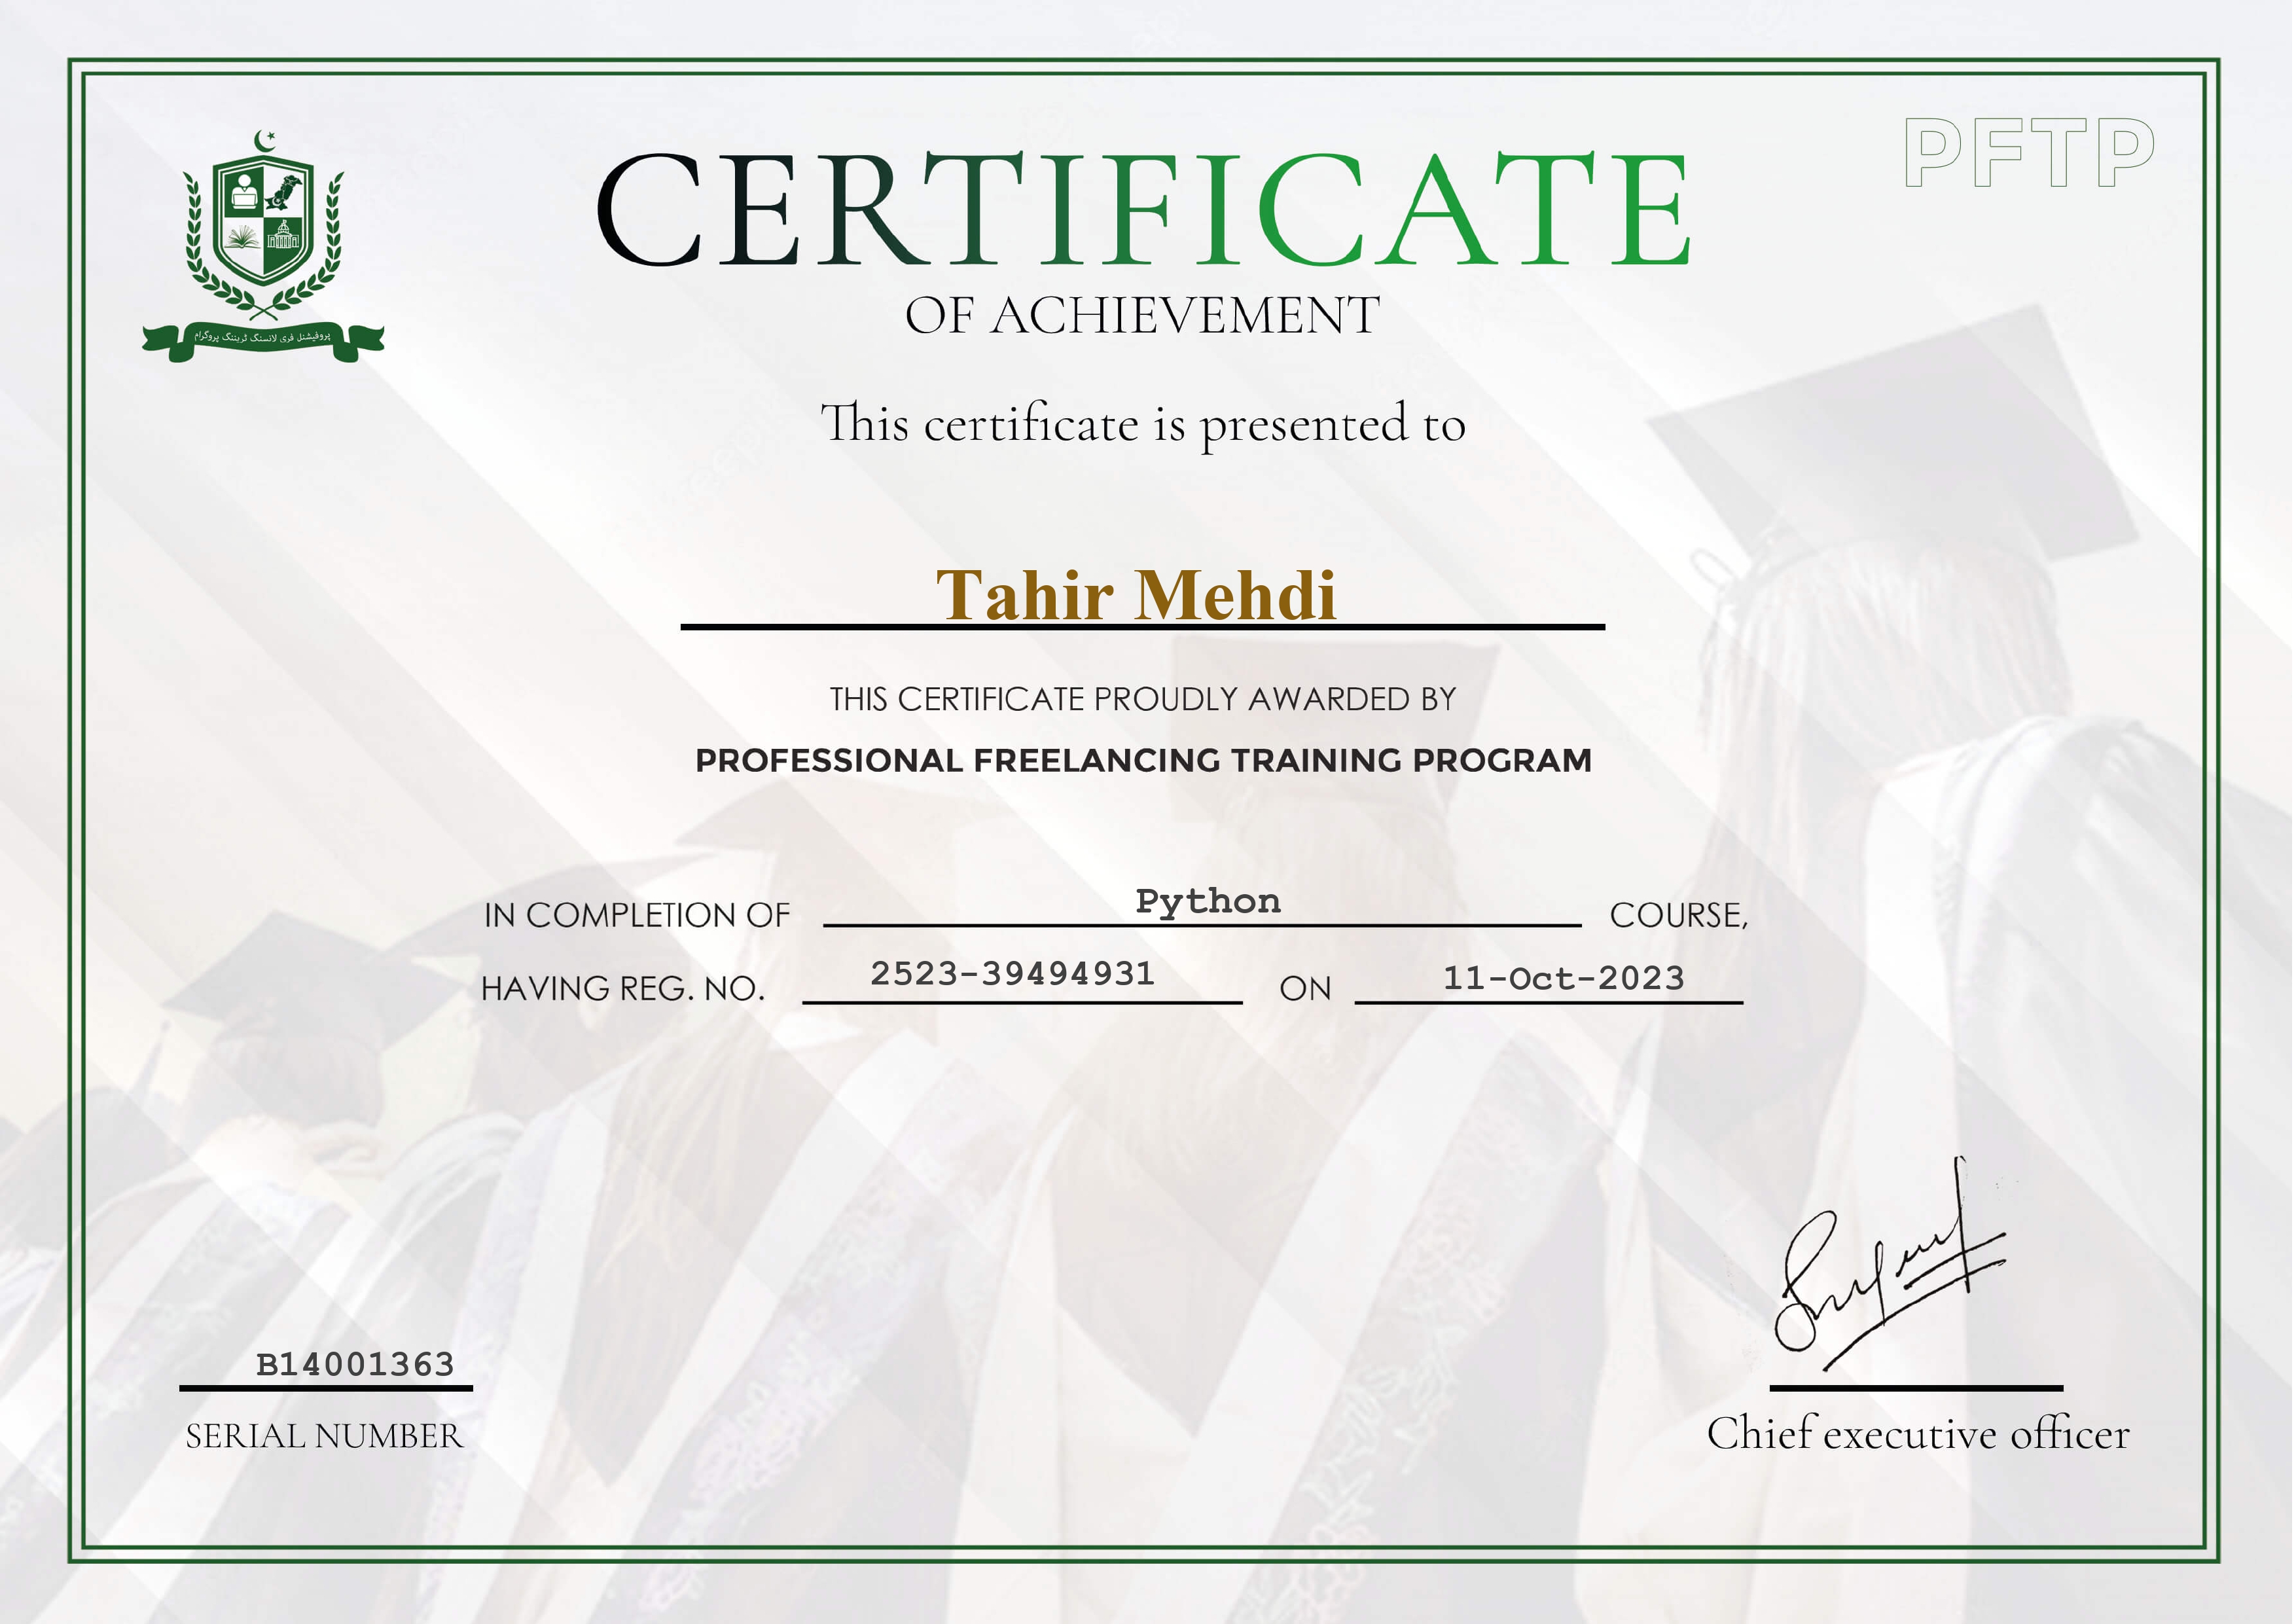 PFTP
CERTIFICATE
OF ACHIEVEMENT
پروفیشنل فری لانسنگ ٹریننگ پروگرام
This certificate is presented to
Tahir Mehdi
THIS CERTIFICATE PROUDLY AWARDED BY
PROFESSIONAL FREELANCING TRAINING PROGRAM
IN COMPLETION OF Python COURSE,
HAVING REG. NO. 2523-39494931 ON 11-Oct-2023
B14001363
SERIAL NUMBER
Chief executive officer